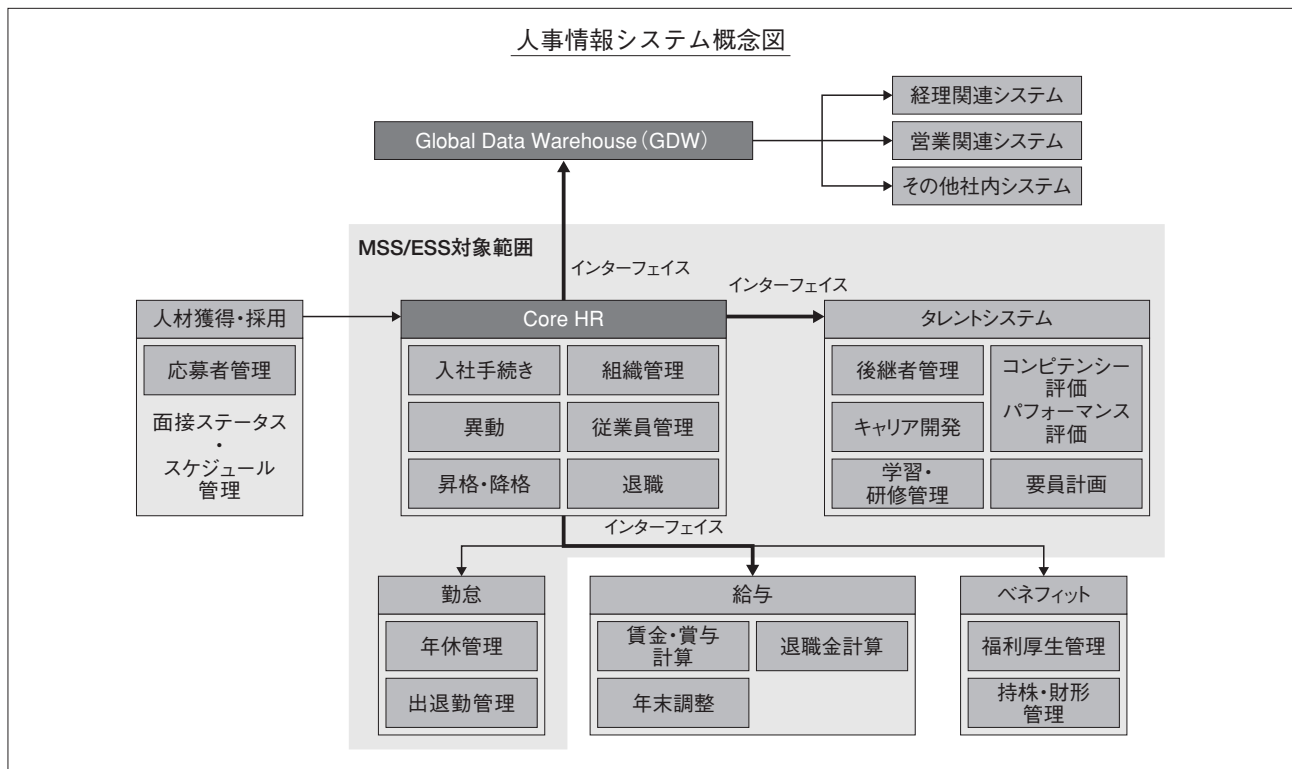 人事情報システム概念図
経理関連システム
Global Data Warehouse（GDW）
営業関連システム
その他社内システム
MSS/ESS対象範囲
インターフェイス
インターフェイス
人材獲得・採用
応募者管理
面接ステータス
・
スケジュール
管理
Core HR
入社手続き
組織管理
異動
従業員管理
昇格・降格
退職
タレントシステム
後継者管理
コンピテンシー
評価
パフォーマンス
評価
キャリア開発
学習・
研修管理
要員計画
インターフェイス
勤怠
年休管理
出退勤管理
給与
賃金・賞与
計算
退職金計算
年末調整
ベネフィット
福利厚生管理
持株・財形
管理